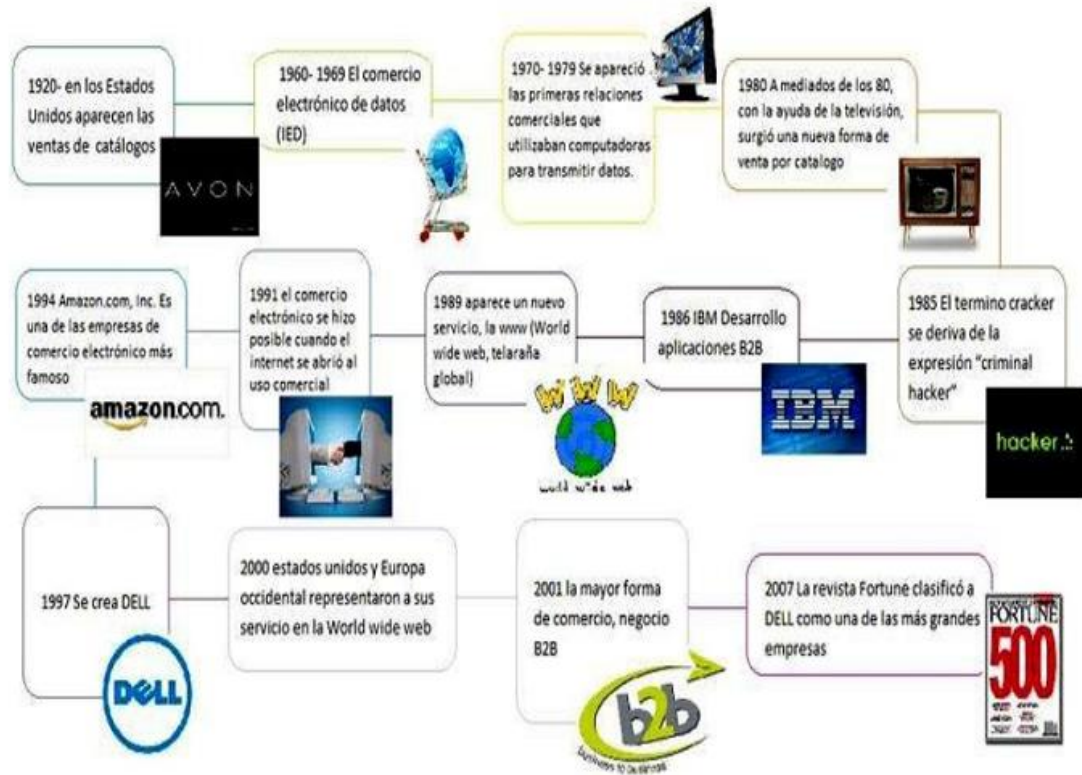 1920- en los Estados
Unidos aparecen las
ventas de catálogos
AVON
1960- 1969 El comercio
electrónico de datos
(IED)
1970- 1979 Se apareció
las primeras relaciones
comerciales que
utilizaban computadoras
para transmitir datos.
1980 A mediados de los 80,
con la ayuda de la televisión,
surgió una nueva forma de
venta por catalogo
1985 El termino cracker
se deriva de la
expresión "criminal
hacker"
hacker
1986 IBM Desarrollo
aplicaciones B2B
IBM
1989 aparece un nuevo
servicio, la www (World
wide web, telaraña
global)
W W W
world wide web
1991 el comercio
electrónico se hizo
posible cuando el
internet se abrió al
uso comercial
1994 Amazon.com, Inc. Es
una de las empresas de
comercio electrónico más
famoso
amazon.com.
1997 Se crea DELL
DELL
2000 estados unidos y Europa
occidental representaron a sus
servicio en la World wide web
2001 la mayor forma
de comercio, negocio
B2B
b2b
business to business
2007 La revista Fortune clasificó a
DELL como una de las más grandes
empresas
FORTUNE
500